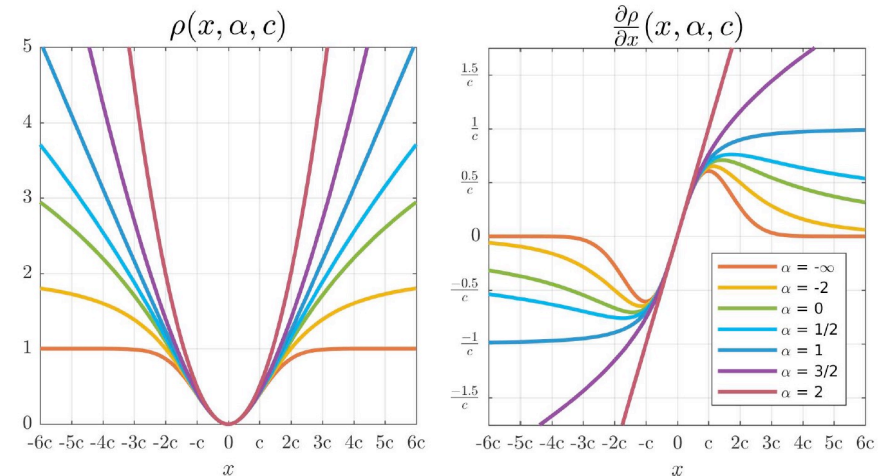 ρ(x, α, c)
5
4
3
2
1
0
-6c -5c -4c -3c -2c -c 0 c 2c 3c 4c 5c 6c
x
∂ρ/∂x (x, α, c)
1.5/c
1/c
0.5/c
0
-0.5/c
-1/c
-1.5/c
-6c -5c -4c -3c -2c -c 0 c 2c 3c 4c 5c 6c
x
α = -∞
α = -2
α = 0
α = 1/2
α = 1
α = 3/2
α = 2